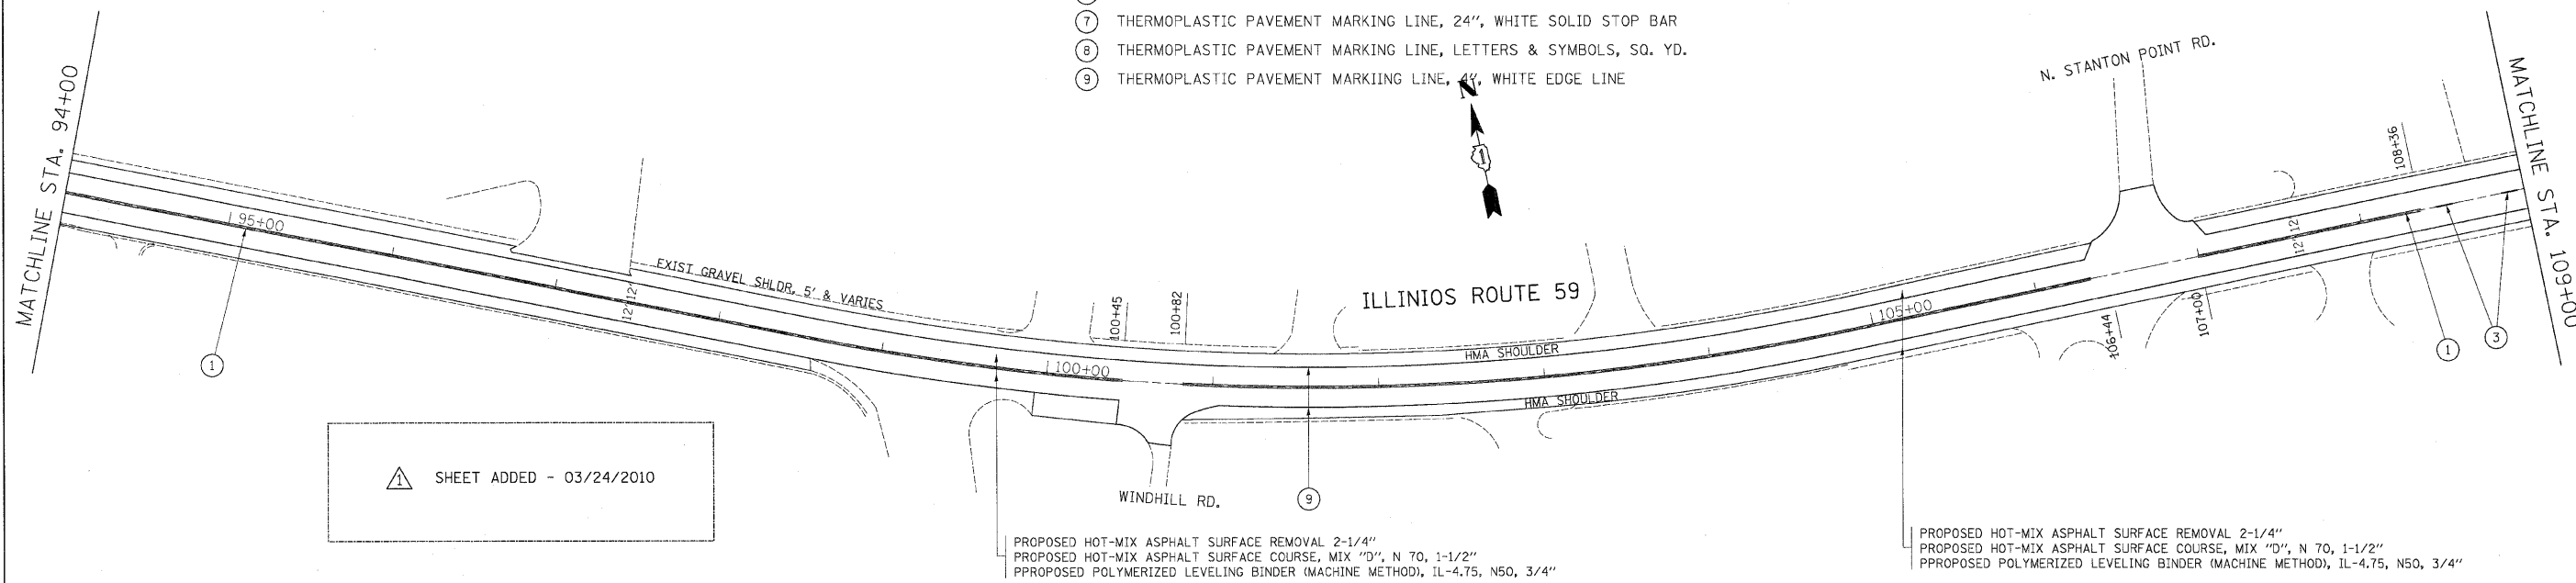 7 THERMOPLASTIC PAVEMENT MARKING LINE, 24", WHITE SOLID STOP BAR
8 THERMOPLASTIC PAVEMENT MARKING LINE, LETTERS & SYMBOLS, SQ. YD.
9 THERMOPLASTIC PAVEMENT MARKIING LINE, 4", WHITE EDGE LINE
N
1
N. STANTON POINT RD.
MATCHLINE STA. 94+00
MATCHLINE STA. 109+00
95+00
12' 12'
EXIST GRAVEL SHLDR, 5' & VARIES
100+45
100+82
ILLINIOS ROUTE 59
108+36
12' 12'
105+00
HMA SHOULDER
100+00
HMA SHOULDER
106+44
107+00
1
1
3
9
WINDHILL RD.
1 SHEET ADDED - 03/24/2010
PROPOSED HOT-MIX ASPHALT SURFACE REMOVAL 2-1/4"
PROPOSED HOT-MIX ASPHALT SURFACE COURSE, MIX "D", N 70, 1-1/2"
PPROPOSED POLYMERIZED LEVELING BINDER (MACHINE METHOD), IL-4.75, N50, 3/4"
PROPOSED HOT-MIX ASPHALT SURFACE REMOVAL 2-1/4"
PROPOSED HOT-MIX ASPHALT SURFACE COURSE, MIX "D", N 70, 1-1/2"
PPROPOSED POLYMERIZED LEVELING BINDER (MACHINE METHOD), IL-4.75, N50, 3/4"